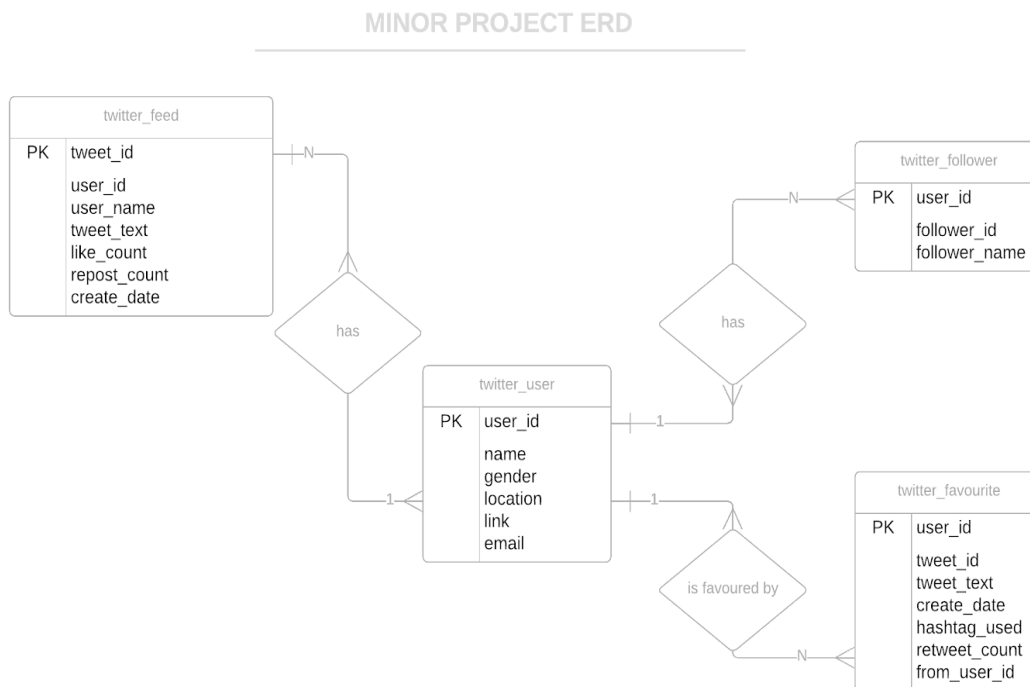 MINOR PROJECT ERD
twitter_feed
PK tweet_id
user_id
user_name
tweet_text
like_count
repost_count
create_date
N
has
1
twitter_user
PK user_id
name
gender
location
link
email
1
has
N
twitter_follower
PK user_id
follower_id
follower_name
1
is favoured by
N
twitter_favourite
PK user_id
tweet_id
tweet_text
create_date
hashtag_used
retweet_count
from_user_id